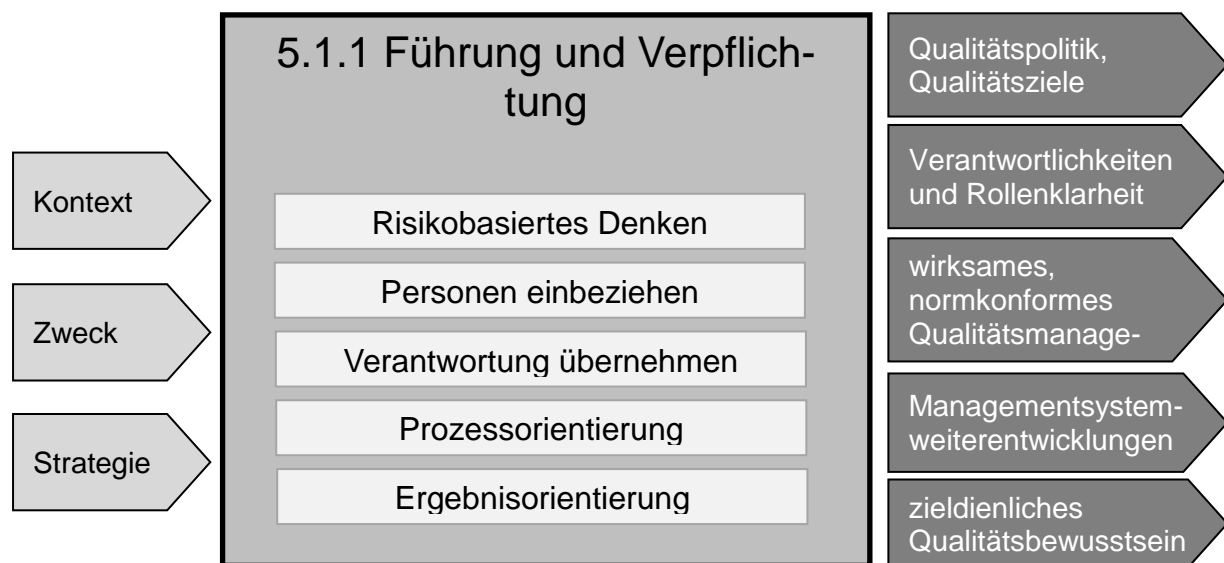 5.1.1 Führung und Verpflich-
tung
Kontext
Zweck
Strategie
Risikobasiertes Denken
Personen einbeziehen
Verantwortung übernehmen
Prozessorientierung
Ergebnisorientierung
Qualitätspolitik,
Qualitätsziele
Verantwortlichkeiten
und Rollenklarheit
wirksames,
normkonformes
Qualitätsmanage-
Managementsystem-
weiterentwicklungen
zieldienliches
Qualitätsbewusstsein